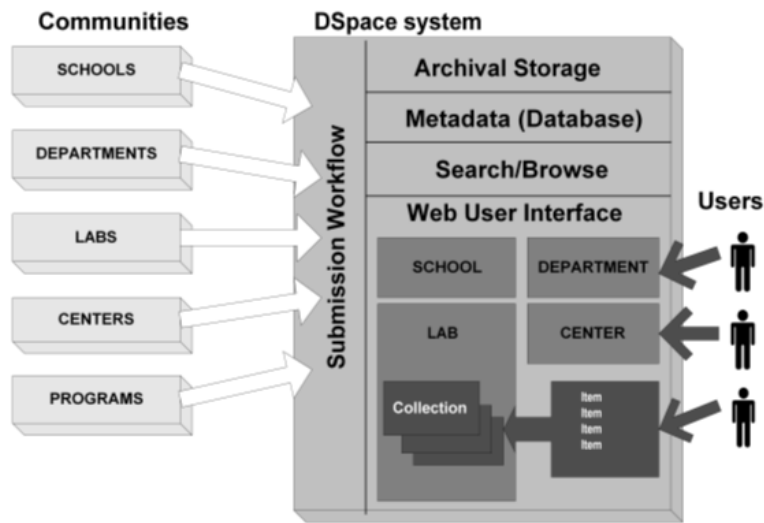 Communities
DSpace system
SCHOOLS
DEPARTMENTS
LABS
CENTERS
PROGRAMS
Submission Workflow
Archival Storage
Metadata (Database)
Search/Browse
Web User Interface
SCHOOL
DEPARTMENT
LAB
CENTER
Collection
Item
Item
Item
Item
Users